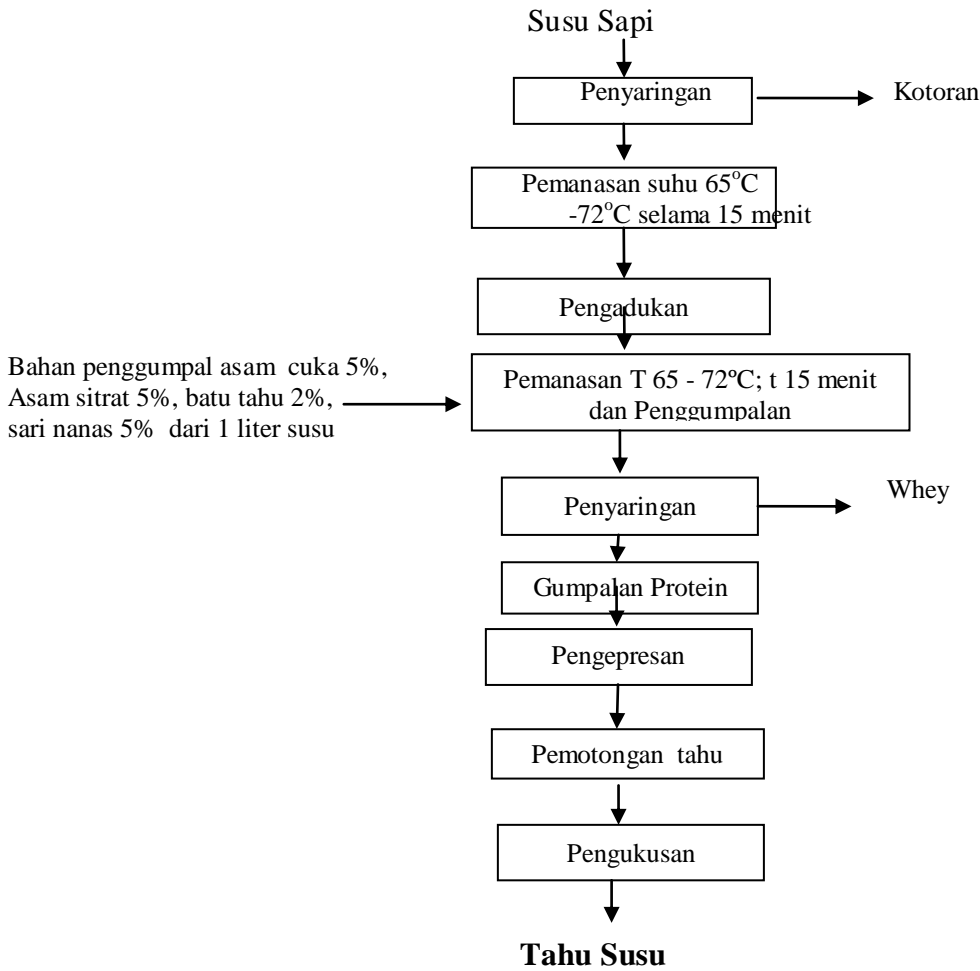 Susu Sapi
Penyaringan
Kotoran
Pemanasan suhu 65°C
-72°C selama 15 menit
Pengadukan
Bahan penggumpal asam cuka 5%,
Asam sitrat 5%, batu tahu 2%,
sari nanas 5% dari 1 liter susu
Pemanasan T 65 - 72ºC; t 15 menit
dan Penggumpalan
Penyaringan
Whey
Gumpalan Protein
Pengepresan
Pemotongan tahu
Pengukusan
Tahu Susu